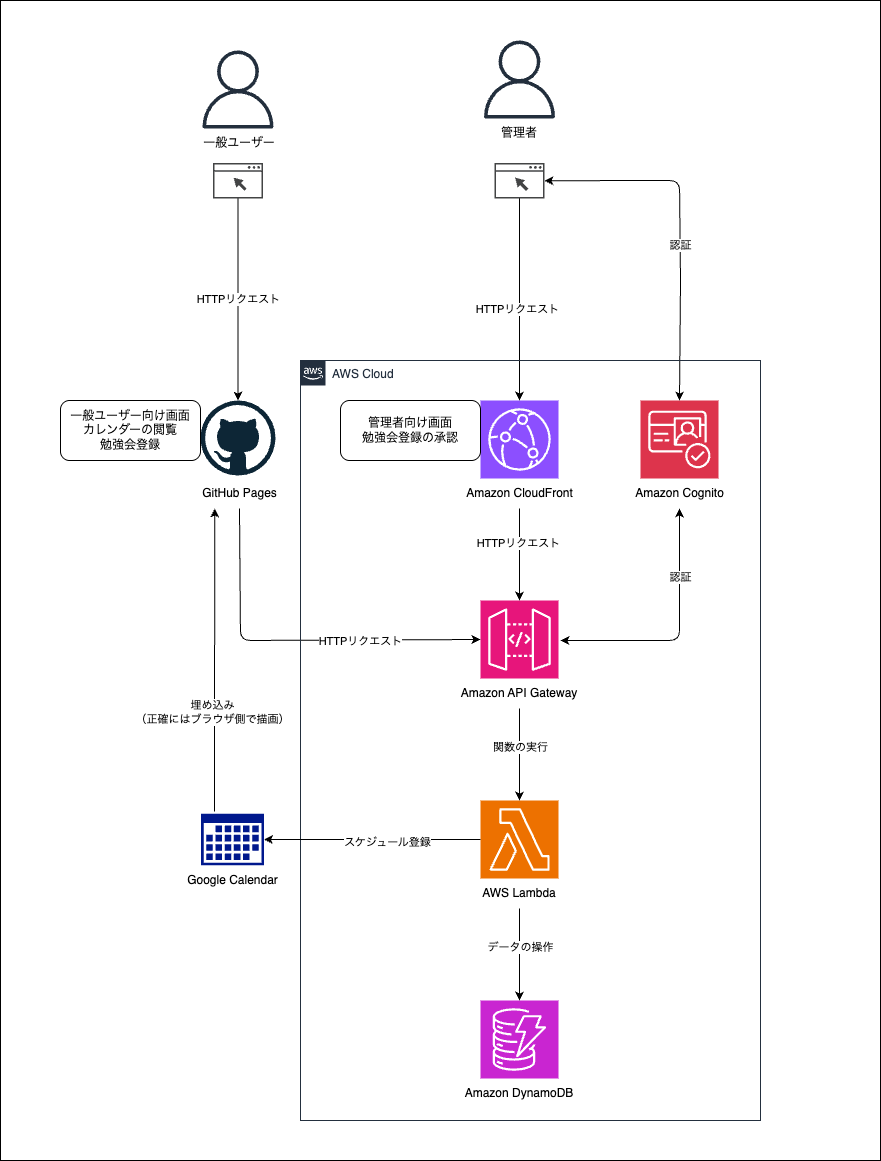 一般ユーザー
管理者
認証
HTTPリクエスト
HTTPリクエスト
aws
AWS Cloud
一般ユーザー向け画面
カレンダーの閲覧
勉強会登録
管理者向け画面
勉強会登録の承認
GitHub Pages
Amazon CloudFront
Amazon Cognito
HTTPリクエスト
認証
HTTPリクエスト
Amazon API Gateway
埋め込み
（正確にはブラウザ側で描画）
関数の実行
スケジュール登録
Google Calendar
AWS Lambda
データの操作
Amazon DynamoDB